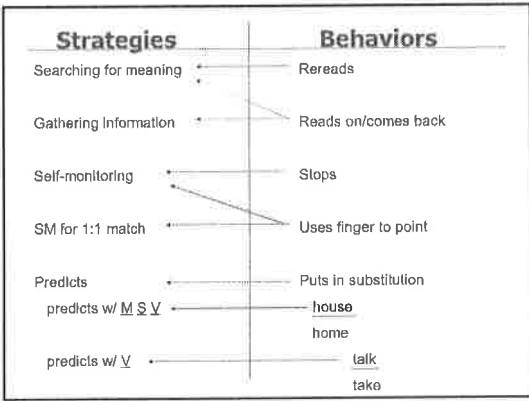 Strategies Behaviors
Searching for meaning Rereads
Gathering Information Reads on/comes back
Self-monitoring Stops
SM for 1:1 match Uses finger to point
Predicts Puts in substitution
predicts w/ M S V house
home
predicts w/ V talk
take